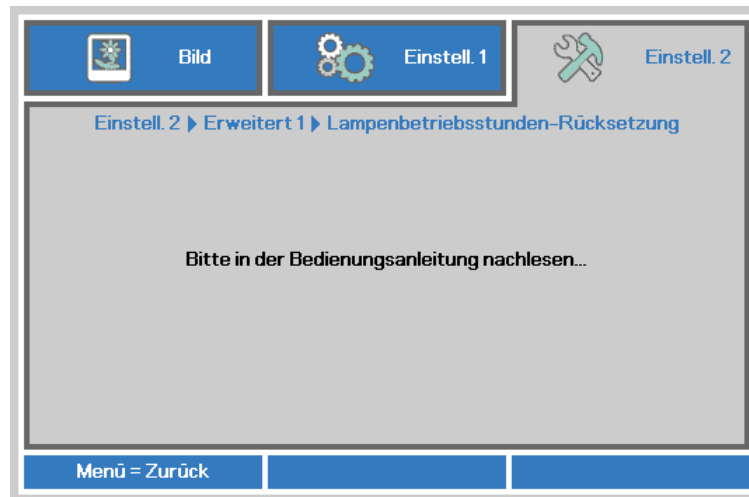 Bild
Einstell. 1
Einstell. 2
Einstell. 2 ▶ Erweitert 1 ▶ Lampenbetriebsstunden-Rücksetzung
Bitte in der Bedienungsanleitung nachlesen...
Menü = Zurück